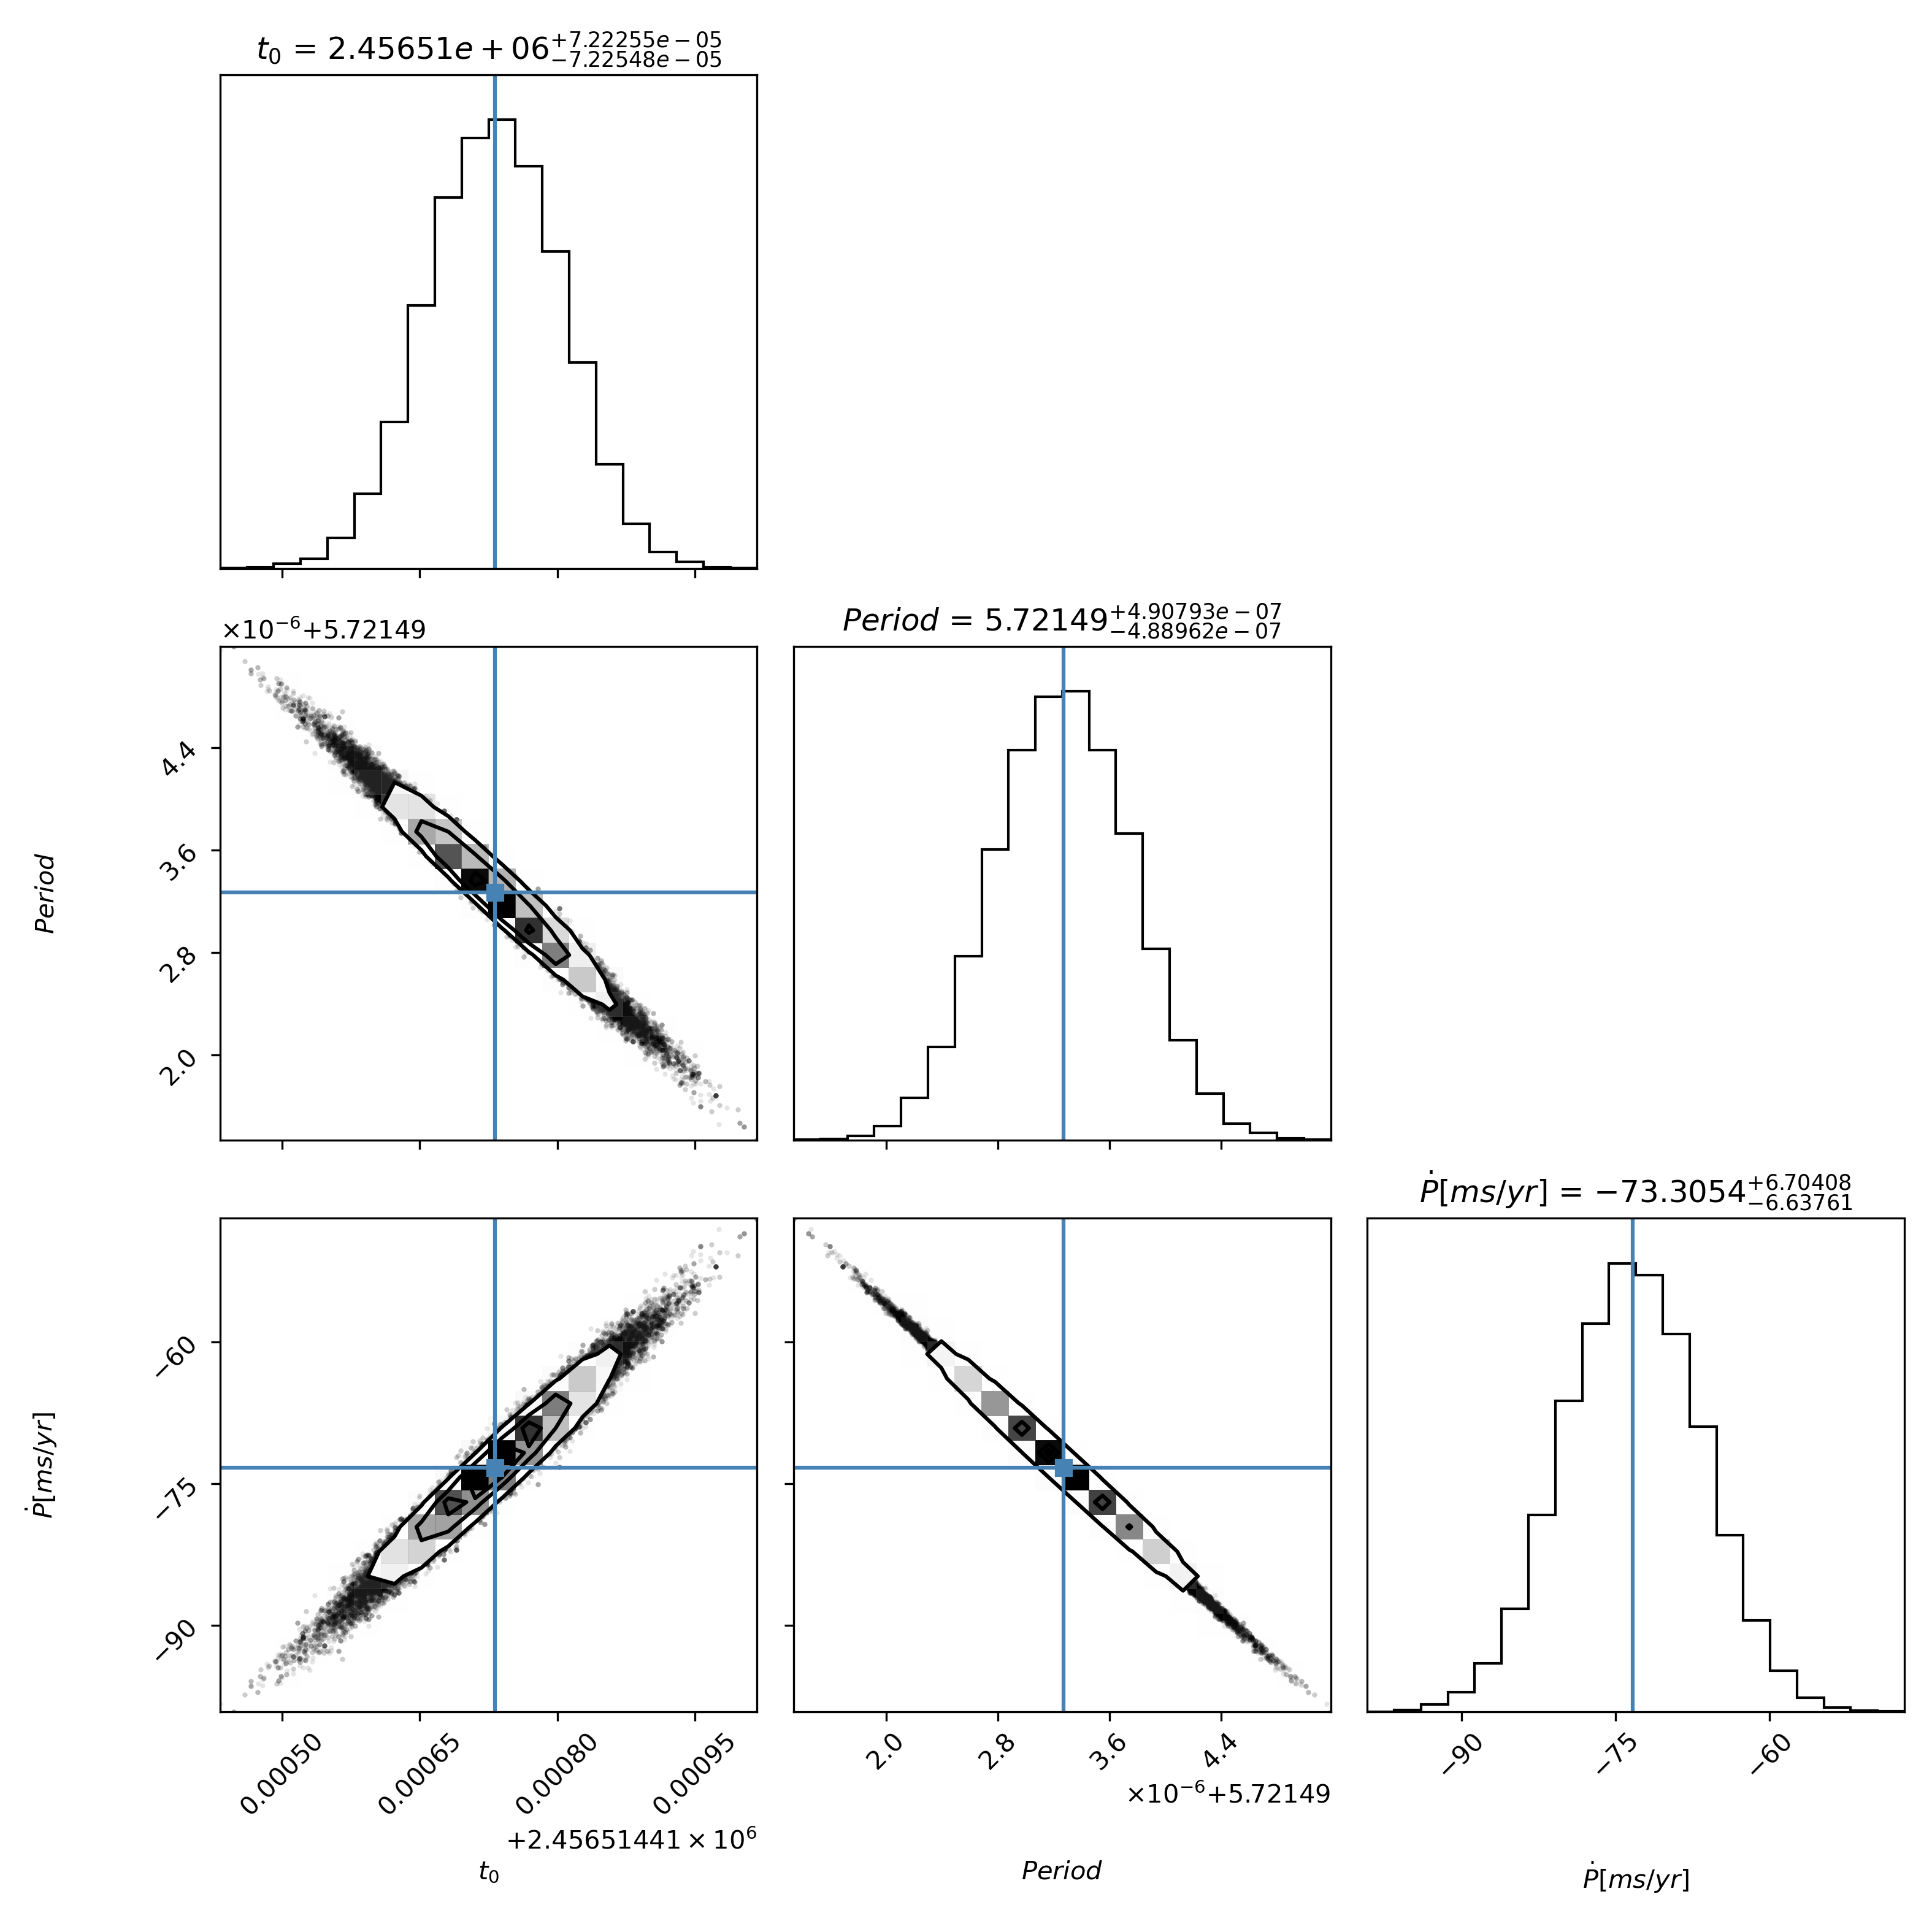 t₀ = 2.45651e + 06 +7.22255e − 05 −7.22548e − 05
×10⁻⁶+5.72149
Period = 5.72149 +4.90793e − 07 −4.88962e − 07
Period
4.4
3.6
2.8
2.0
Ṗ[ms/yr] = −73.3054 +6.70408 −6.63761
Ṗ[ms/yr]
−60
−75
−90
0.00050 0.00065 0.00080 0.00095
2.0 2.8 3.6 4.4
−90 −75 −60
×10⁻⁶+5.72149
+2.45651441 × 10⁶
t₀ Period Ṗ[ms/yr]